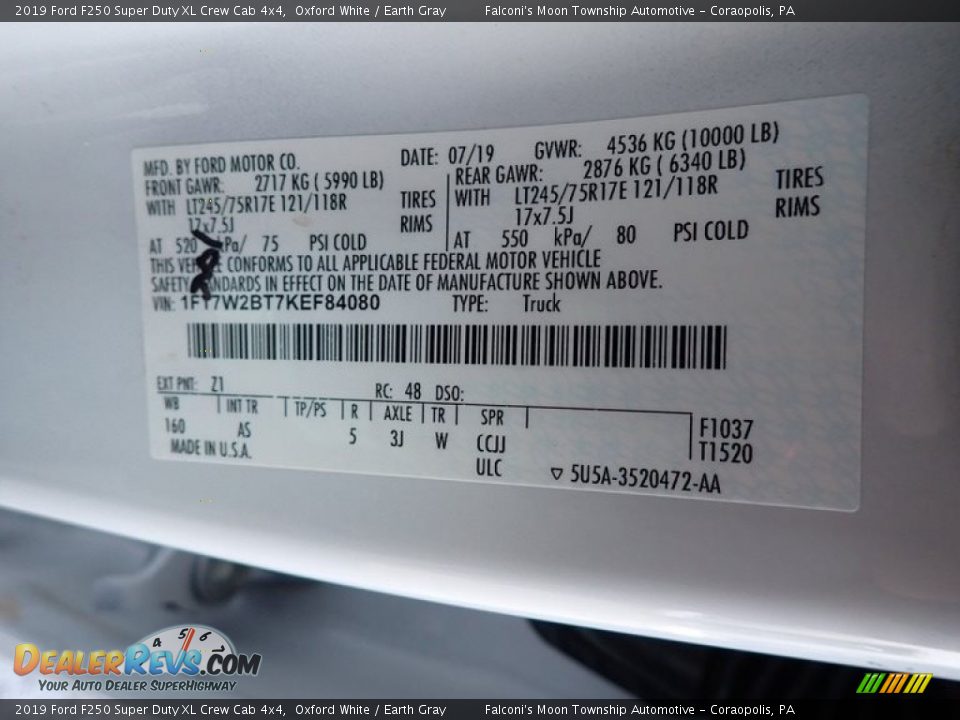 2019 Ford F250 Super Duty XL Crew Cab 4x4, Oxford White / Earth Gray Falconi's Moon Township Automotive - Coraopolis, PA
MFD. BY FORD MOTOR CO. DATE: 07/19 GVWR: 4536 KG (10000 LB)
FRONT GAWR: 2717 KG ( 5990 LB) REAR GAWR: 2876 KG ( 6340 LB)
WITH LT245/75R17E 121/118R TIRES WITH LT245/75R17E 121/118R TIRES
17x7.5J RIMS 17x7.5J RIMS
AT 520 kPa/ 75 PSI COLD AT 550 kPa/ 80 PSI COLD
THIS CONFORMS TO ALL APPLICABLE FEDERAL MOTOR VEHICLE
SAFETY IN EFFECT ON THE DATE OF MANUFACTURE SHOWN ABOVE.
VIN: 1FT7W2BT7KEF84080 TYPE: Truck
EXT PNT: Z1 RC: 48 DSO:
WB INT TR TP/PS R AXLE TR SPR
160 AS 5 3J W CCJJ F1037
MADE IN U.S.A. ULC T1520
5U5A-3520472-AA
4 5 6
DealerRevs.com
Your Auto Dealer SuperHighway
2019 Ford F250 Super Duty XL Crew Cab 4x4, Oxford White / Earth Gray Falconi's Moon Township Automotive - Coraopolis, PA